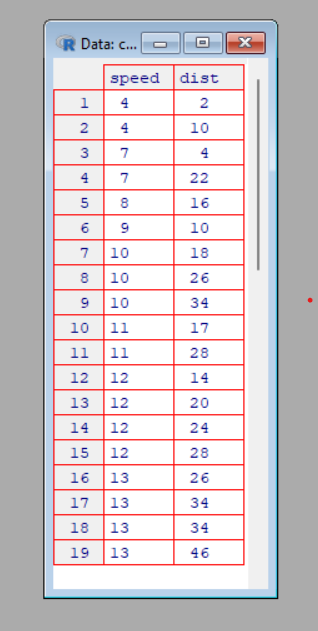 R Data: c...
speed dist
1 4 2
2 4 10
3 7 4
4 7 22
5 8 16
6 9 10
7 10 18
8 10 26
9 10 34
10 11 17
11 11 28
12 12 14
13 12 20
14 12 24
15 12 28
16 13 26
17 13 34
18 13 34
19 13 46